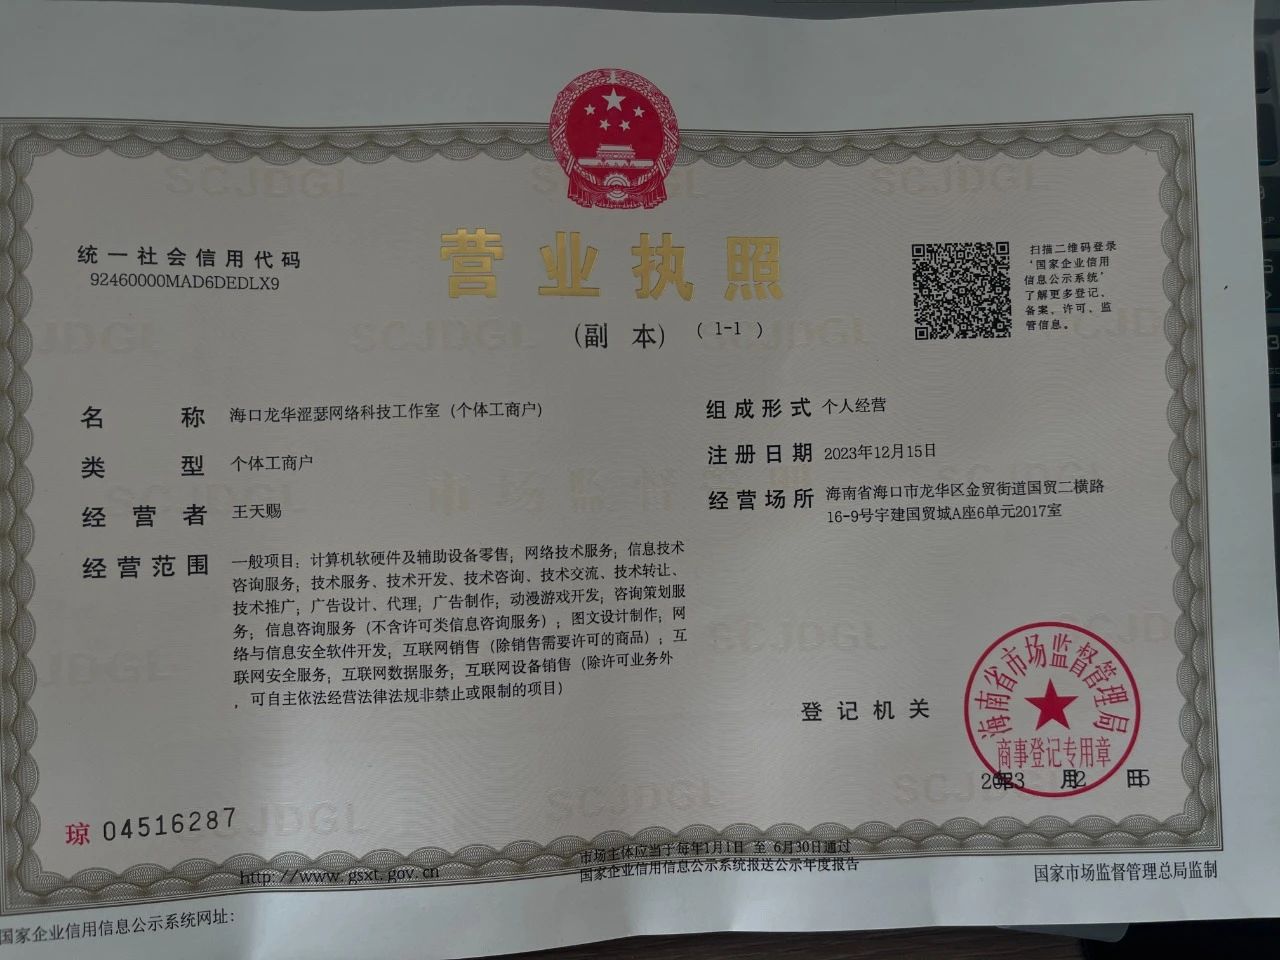 统一社会信用代码
92460000MAD6DEDLX9
营业执照
(副 本) ( 1-1 )
扫描二维码登录
‘国家企业信用
信息公示系统’
了解更多登记、
备案、许可、监
管信息。
名 称 海口龙华涩瑟网络科技工作室（个体工商户）
类 型 个体工商户
经 营 者 王天赐
经 营 范 围 一般项目：计算机软硬件及辅助设备零售；网络技术服务；信息技术
咨询服务；技术服务、技术开发、技术咨询、技术交流、技术转让、
技术推广；广告设计、代理；广告制作；动漫游戏开发；咨询策划服
务；信息咨询服务（不含许可类信息咨询服务）；图文设计制作；网
络与信息安全软件开发；互联网销售（除销售需要许可的商品）；互
联网安全服务；互联网数据服务；互联网设备销售（除许可业务外
，可自主依法经营法律法规非禁止或限制的项目）
组成形式 个人经营
注册日期 2023年12月15日
经营场所 海南省海口市龙华区金贸街道国贸二横路
16-9号宇建国贸城A座6单元2017室
登记机关
海南省市场监督管理局
商事登记专用章
2023 年 12 月 15 日
琼 04516287
http://www.gsxt.gov.cn
市场主体应当于每年1月1日 至 6月30日通过
国家企业信用信息公示系统报送公示年度报告
国家市场监督管理总局监制
国家企业信用信息公示系统网址：
SCJDGL